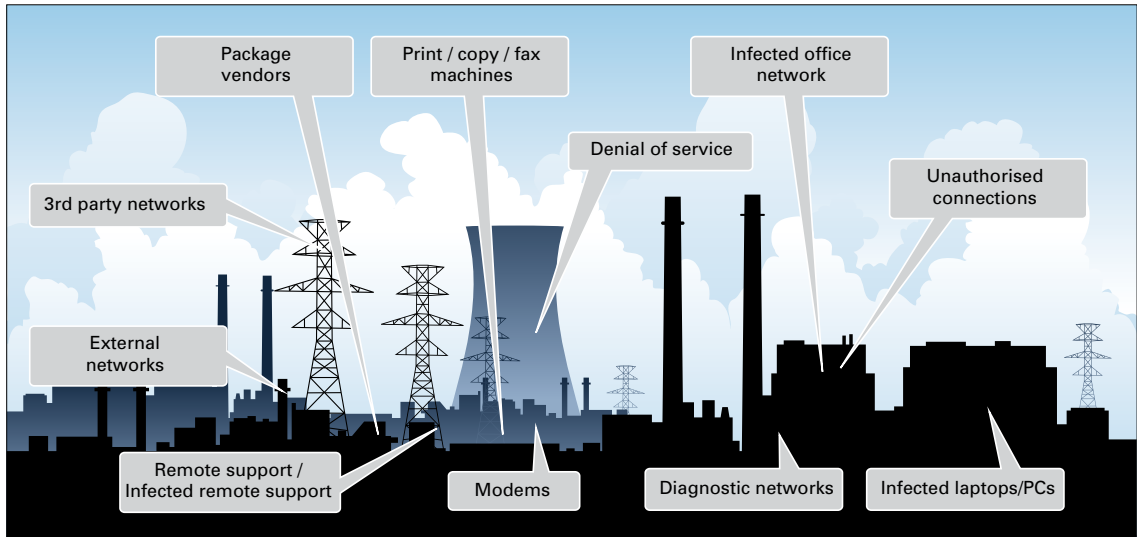 Package
vendors
Print / copy / fax
machines
Infected office
network
Denial of service
Unauthorised
connections
3rd party networks
External
networks
Remote support /
Infected remote support
Modems
Diagnostic networks
Infected laptops/PCs